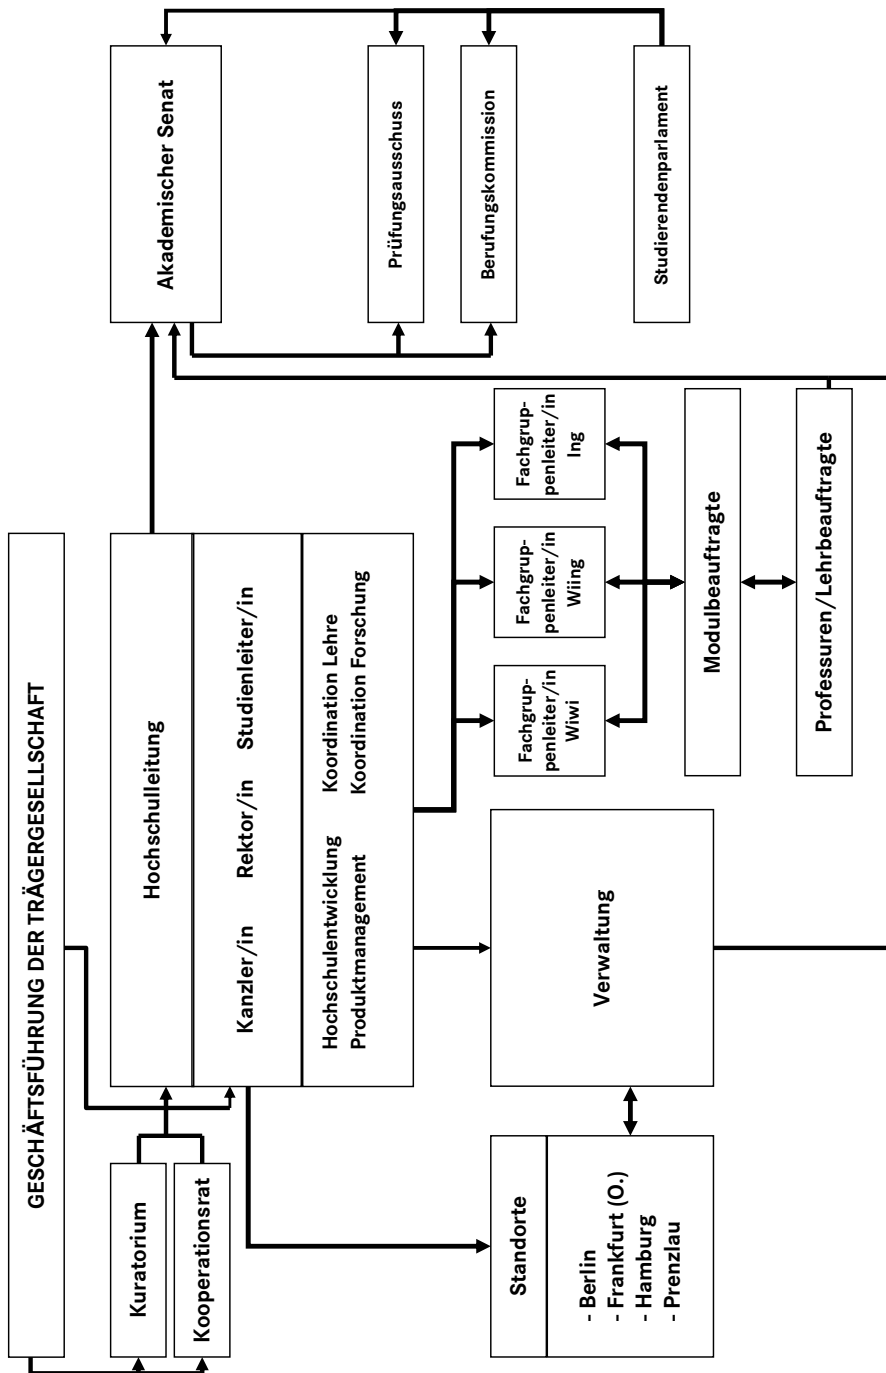 GESCHÄFTSFÜHRUNG DER TRÄGERGESELLSCHAFT
Kuratorium
Kooperationsrat
Hochschulleitung
Kanzler/in Rektor/in Studienleiter/in
Hochschulentwicklung Koordination Lehre
Produktmanagement Koordination Forschung
Akademischer Senat
Prüfungsausschuss
Berufungskommission
Studierendenparlament
Standorte
- Berlin
- Frankfurt (O.)
- Hamburg
- Prenzlau
Verwaltung
Fachgrup-
penleiter/in
Wiwi
Fachgrup-
penleiter/in
Wiing
Fachgrup-
penleiter/in
Ing
Modulbeauftragte
Professuren/Lehrbeauftragte